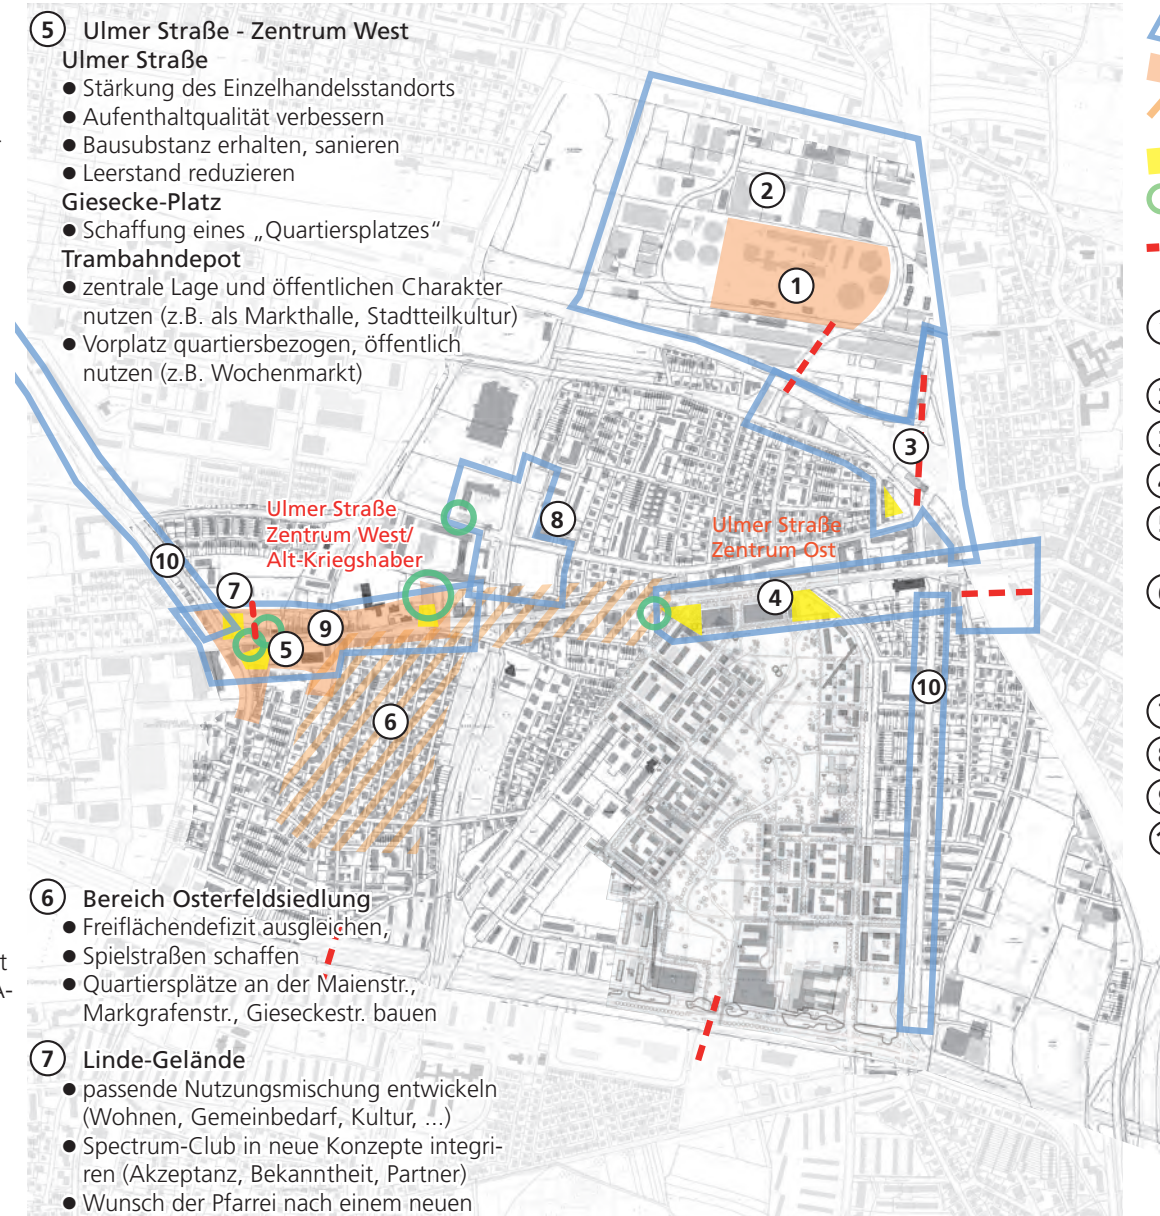 5 Ulmer Straße - Zentrum West
Ulmer Straße
● Stärkung des Einzelhandelsstandorts
● Aufenthaltqualität verbessern
● Bausubstanz erhalten, sanieren
● Leerstand reduzieren
Giesecke-Platz
● Schaffung eines „Quartiersplatzes“
Trambahndepot
● zentrale Lage und öffentlichen Charakter
nutzen (z.B. als Markthalle, Stadtteilkultur)
● Vorplatz quartiersbezogen, öffentlich
nutzen (z.B. Wochenmarkt)
2
1
3
Ulmer Straße
Zentrum West/
Alt-Kriegshaber
8
Ulmer Straße
Zentrum Ost
10
7
9
5
4
10
6
6 Bereich Osterfeldsiedlung
● Freiflächendefizit ausgleichen,
● Spielstraßen schaffen
● Quartiersplätze an der Maienstr.,
Markgrafenstr., Gieseckestr. bauen
t
A-
7 Linde-Gelände
● passende Nutzungsmischung entwickeln
(Wohnen, Gemeinbedarf, Kultur, ...)
● Spectrum-Club in neue Konzepte integri-
ren (Akzeptanz, Bekanntheit, Partner)
● Wunsch der Pfarrei nach einem neuen